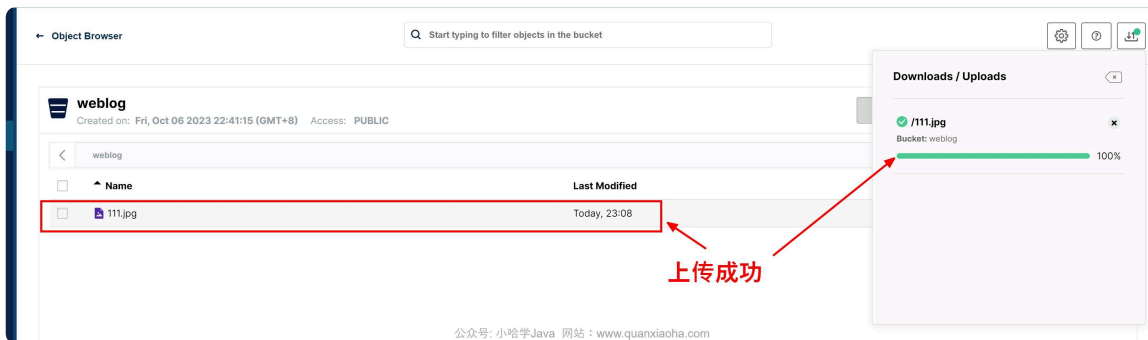 ← Object Browser
Start typing to filter objects in the bucket
Downloads / Uploads
weblog
Created on: Fri, Oct 06 2023 22:41:15 (GMT+8) Access: PUBLIC
/111.jpg
Bucket: weblog
100%
weblog
Name Last Modified
111.jpg Today, 23:08
上传成功
公众号: 小哈学Java 网站：www.quanxiaoha.com